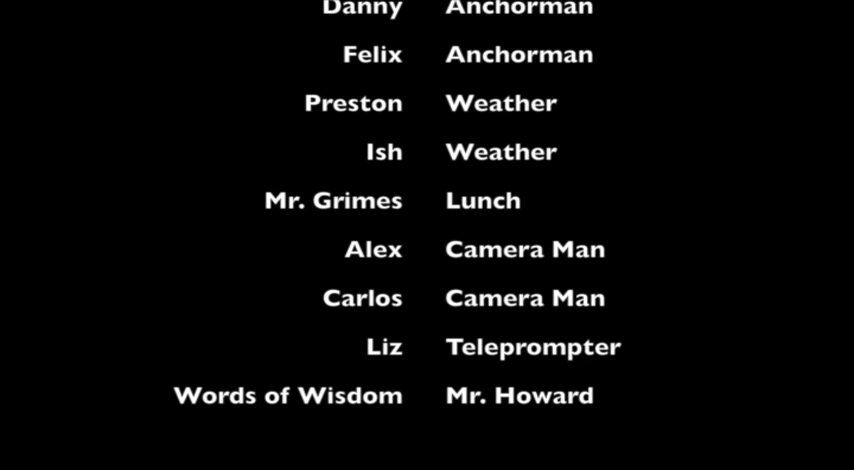 Danny Anchorman
Felix Anchorman
Preston Weather
Ish Weather
Mr. Grimes Lunch
Alex Camera Man
Carlos Camera Man
Liz Teleprompter
Words of Wisdom Mr. Howard